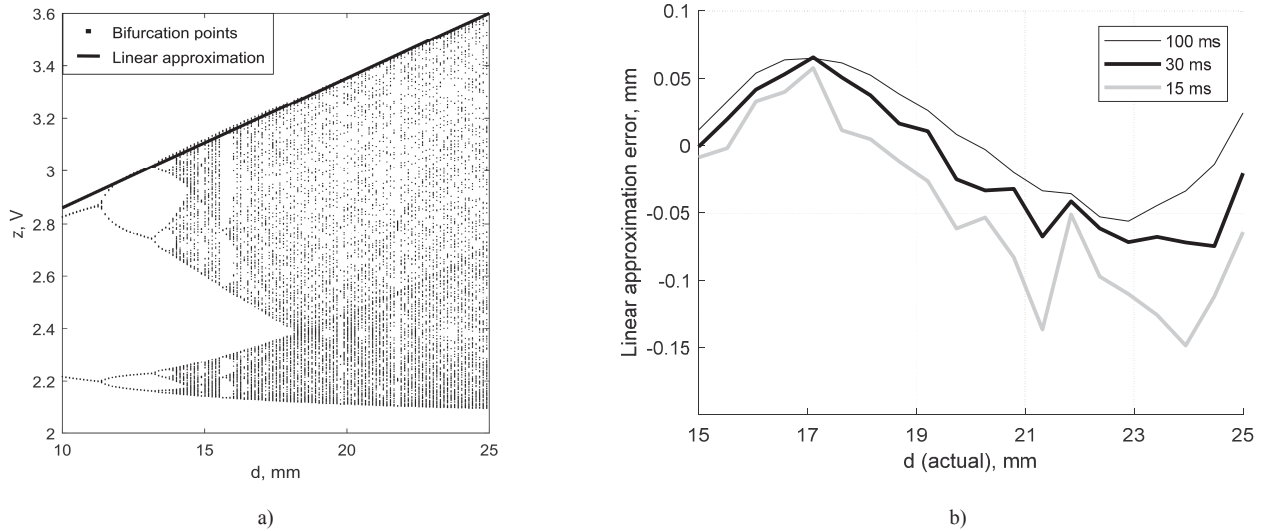 3.6
3.4
3.2
3
2.8
2.6
2.4
2.2
2
z, V
Bifurcation points
Linear approximation
10
15
20
25
d, mm
a)
0.1
0.05
0
-0.05
-0.1
-0.15
Linear approximation error, mm
100 ms
30 ms
15 ms
15
17
19
21
23
25
d (actual), mm
b)